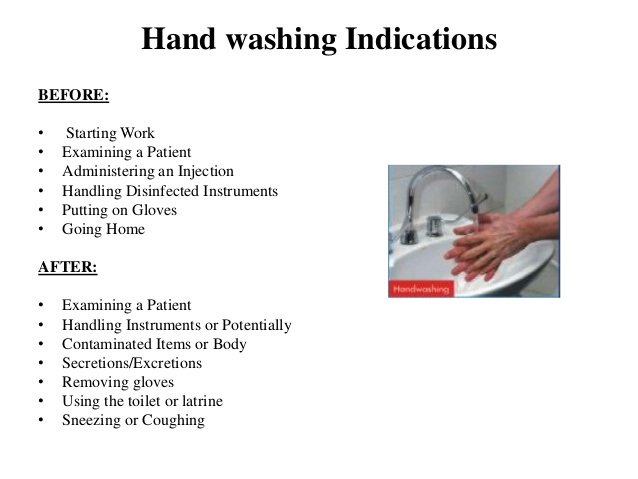 Hand washing Indications
BEFORE:
• Starting Work
• Examining a Patient
• Administering an Injection
• Handling Disinfected Instruments
• Putting on Gloves
• Going Home
AFTER:
• Examining a Patient
• Handling Instruments or Potentially
• Contaminated Items or Body
• Secretions/Excretions
• Removing gloves
• Using the toilet or latrine
• Sneezing or Coughing
Handwashing